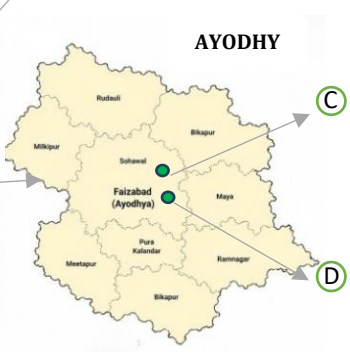 AYODHY
Rudauli
C
Milkipur
Bikapur
Sohawal
Faizabad
(Ayodhya)
Maya
Pura
Kalandar
Meetapur
Ramnagar
D
Bikapur